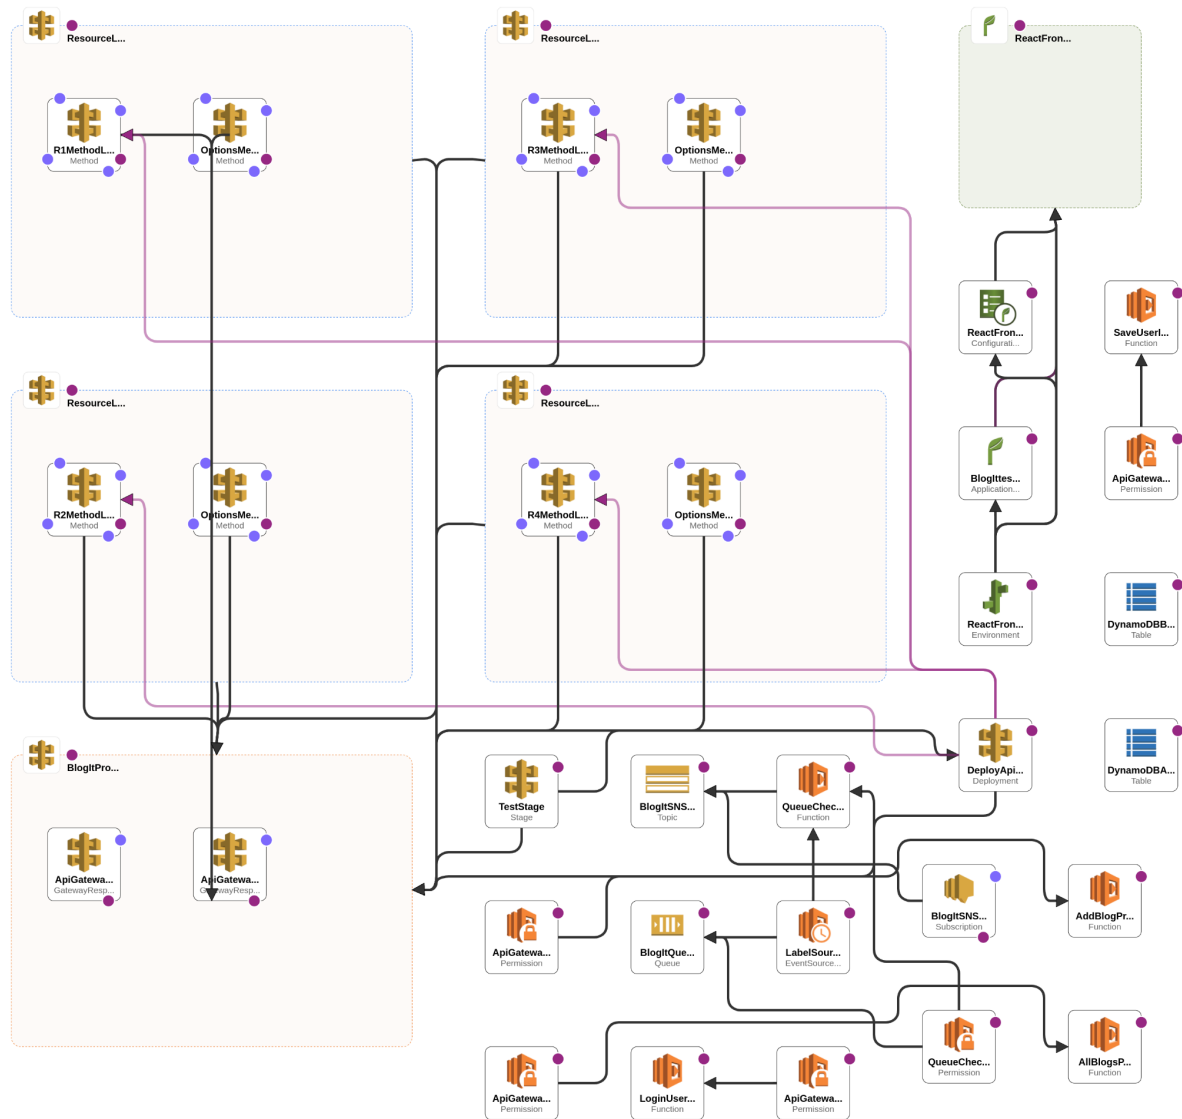 ResourceL...
ResourceL...
ReactFron...
R1MethodL...
Method
OptionsMe...
Method
R3MethodL...
Method
OptionsMe...
Method
ReactFron...
Configurati...
SaveUserI...
Function
ResourceL...
ResourceL...
R2MethodL...
Method
OptionsMe...
Method
R4MethodL...
Method
OptionsMe...
Method
BlogIttes...
Application...
ApiGatewa...
Permission
ReactFron...
Environment
DynamoDBB...
Table
BlogItPro...
DeployApi...
Deployment
DynamoDBA...
Table
TestStage
Stage
BlogItSNS...
Topic
QueueChec...
Function
ApiGatewa...
GatewayResp...
ApiGatewa...
GatewayResp...
BlogItSNS...
Subscription
AddBlogPr...
Function
ApiGatewa...
Permission
BlogItQue...
Queue
LabelSour...
EventSource...
QueueChec...
Permission
AllBlogsP...
Function
ApiGatewa...
Permission
LoginUser...
Function
ApiGatewa...
Permission